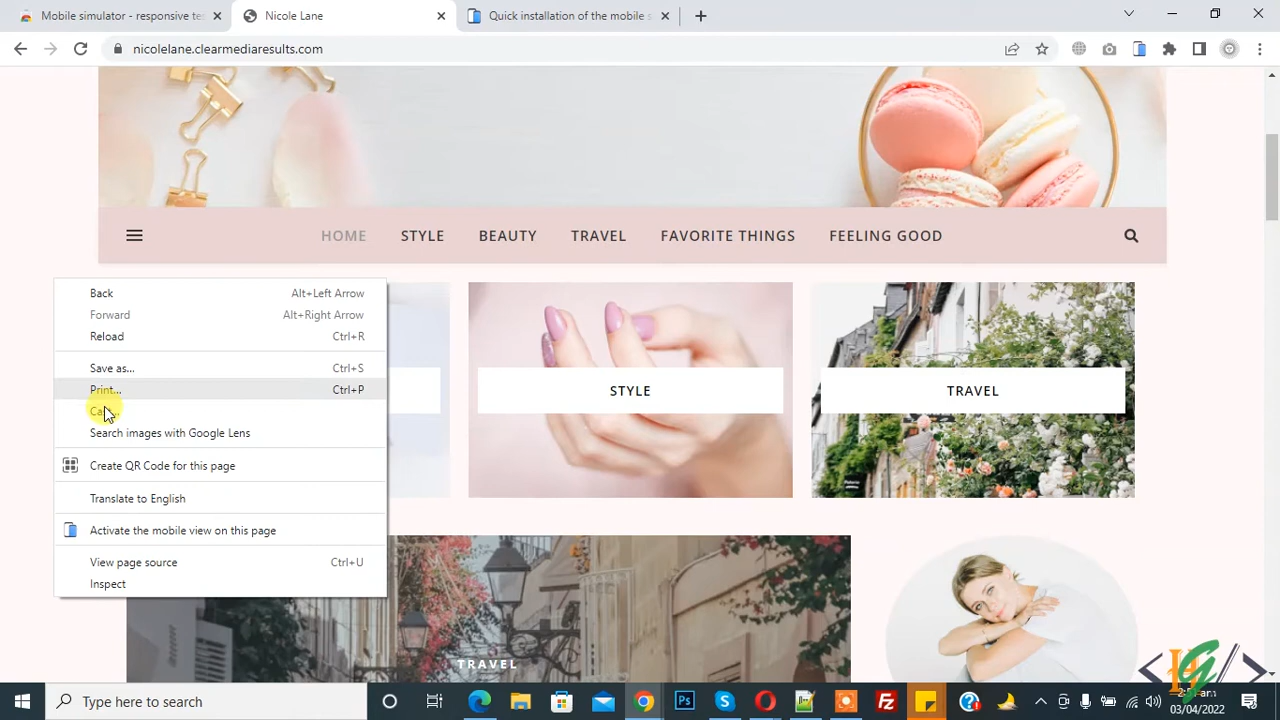 Mobile simulator - responsive tes
Nicole Lane
Quick installation of the mobile s
nicolelane.clearmediaresults.com
HOME STYLE BEAUTY TRAVEL FAVORITE THINGS FEELING GOOD
Back Alt+Left Arrow
Forward Alt+Right Arrow
Reload Ctrl+R
Save as... Ctrl+S
Print... Ctrl+P
Search images with Google Lens
Create QR Code for this page
Translate to English
Activate the mobile view on this page
View page source Ctrl+U
Inspect
STYLE
TRAVEL
TRAVEL
Type here to search
Ps
03/04/2022